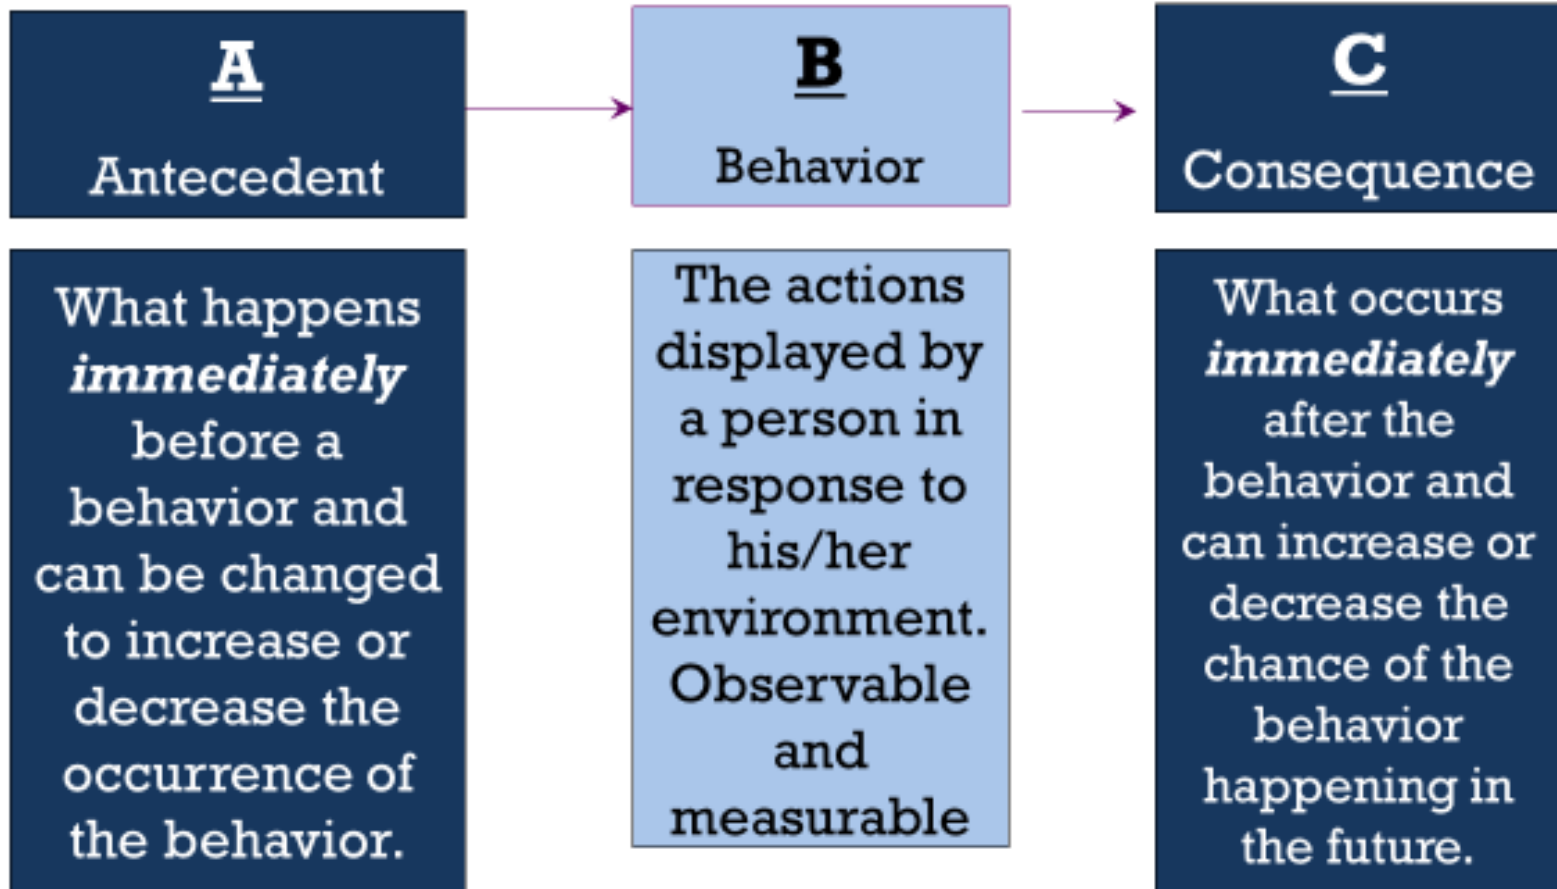 A
Antecedent
B
Behavior
C
Consequence
What happens
immediately
before a
behavior and
can be changed
to increase or
decrease the
occurrence of
the behavior.
The actions
displayed by
a person in
response to
his/her
environment.
Observable
and
measurable
What occurs
immediately
after the
behavior and
can increase or
decrease the
chance of the
behavior
happening in
the future.